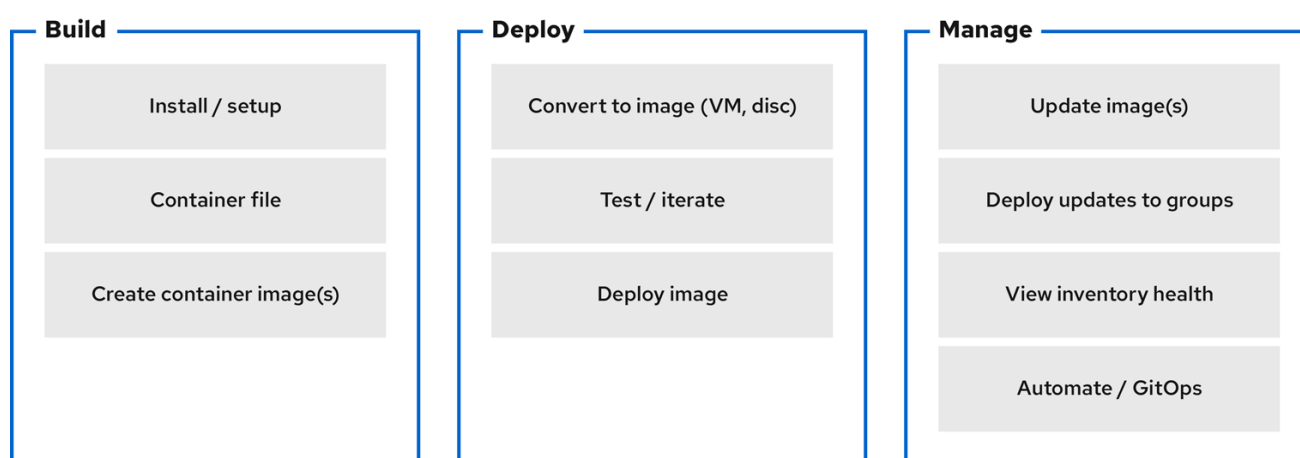 Build
Install / setup
Container file
Create container image(s)
Deploy
Convert to image (VM, disc)
Test / iterate
Deploy image
Manage
Update image(s)
Deploy updates to groups
View inventory health
Automate / GitOps